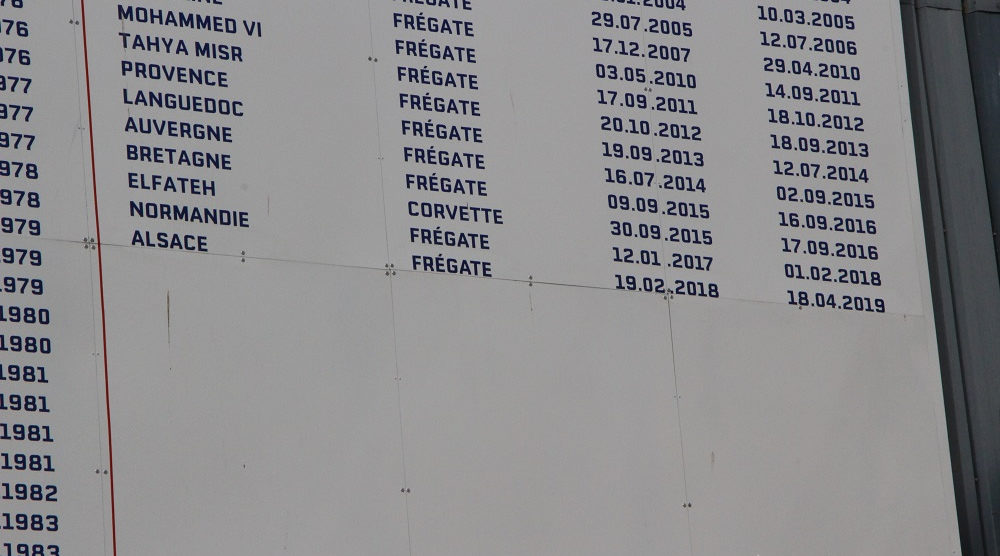 10.03.2005
FRÉGATE 29.07.2005 12.07.2006
FRÉGATE 17.12.2007 29.04.2010
MOHAMMED VI FRÉGATE 03.05.2010 14.09.2011
76 TAHYA MISR FRÉGATE 17.09.2011 18.10.2012
76 PROVENCE FRÉGATE 20.10.2012 18.09.2013
977 LANGUEDOC FRÉGATE 19.09.2013 12.07.2014
977 AUVERGNE FRÉGATE 16.07.2014 02.09.2015
977 BRETAGNE FRÉGATE 09.09.2015 16.09.2016
978 ELFATEH CORVETTE 30.09.2015 17.09.2016
978 NORMANDIE FRÉGATE 12.01.2017 01.02.2018
979 ALSACE FRÉGATE 19.02.2018 18.04.2019
979
979
1980
1980
1981
1981
1981
1981
1982
1983
1983